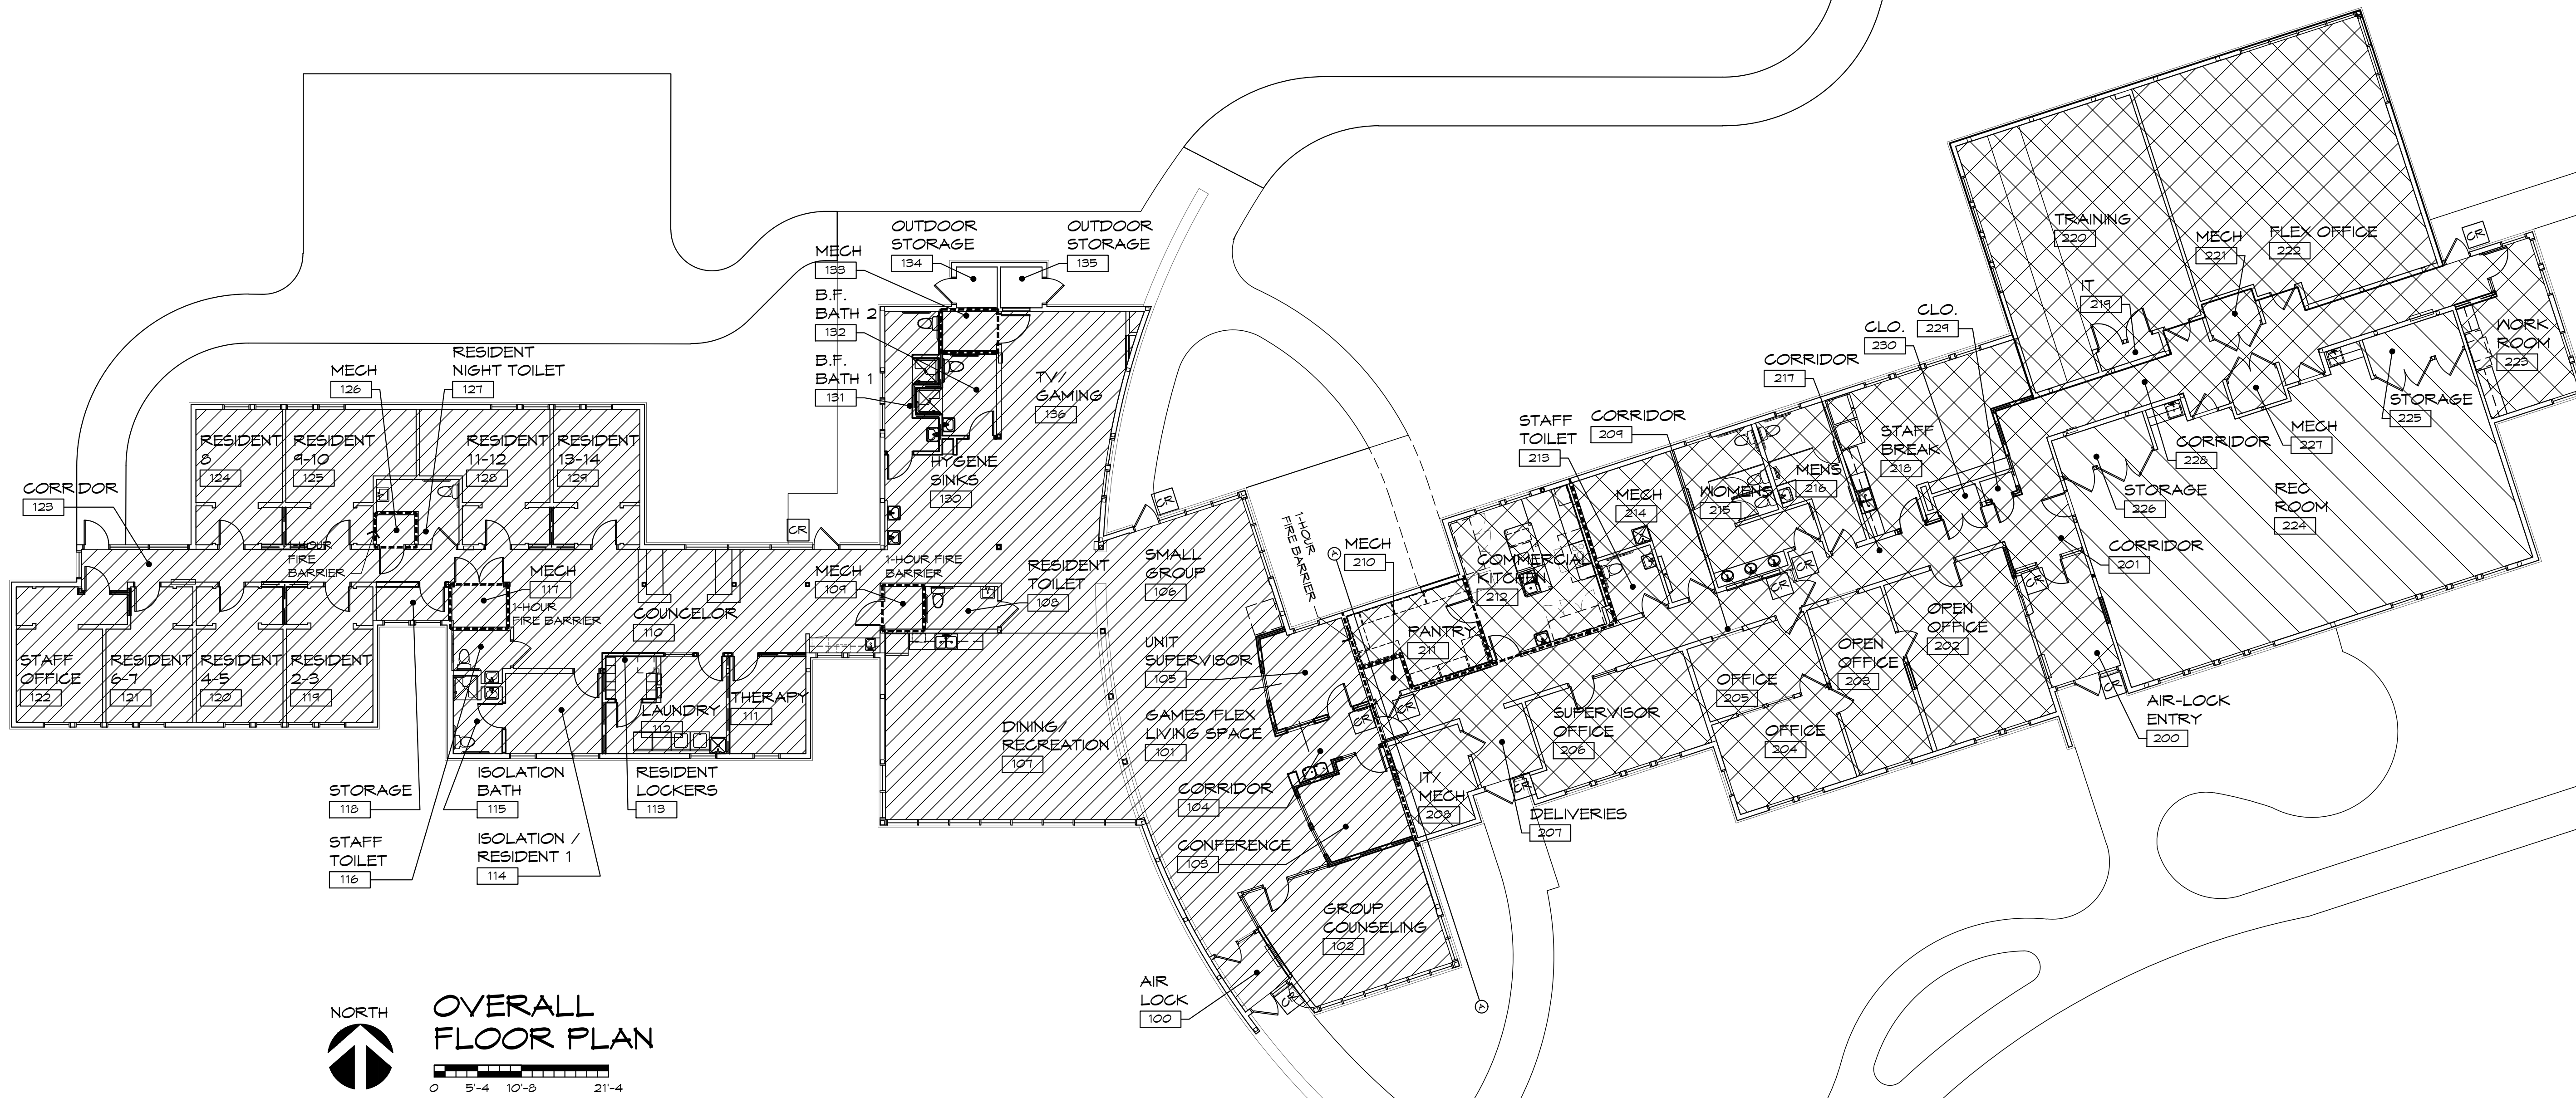 OUTDOOR
STORAGE
134
OUTDOOR
STORAGE
135
MECH
133
B.F.
BATH 2
132
B.F.
BATH 1
131
TV/
GAMING
136
HYGENE
SINKS
130
RESIDENT
NIGHT TOILET
127
MECH
126
RESIDENT
8
124
RESIDENT
9-10
125
RESIDENT
11-12
128
RESIDENT
13-14
129
CORRIDOR
123
1-HOUR
FIRE
BARRIER
MECH
117
1-HOUR
FIRE BARRIER
COUNCELOR
110
CR
MECH
109
1-HOUR FIRE
BARRIER
RESIDENT
TOILET
108
STAFF
OFFICE
122
RESIDENT
6-7
121
RESIDENT
4-5
120
RESIDENT
2-3
119
LAUNDRY
112
THERAPY
111
STORAGE
118
ISOLATION
BATH
115
RESIDENT
LOCKERS
113
STAFF
TOILET
116
ISOLATION /
RESIDENT 1
114
DINING/
RECREATION
107
CR
SMALL
GROUP
106
UNIT
SUPERVISOR
105
GAMES/FLEX
LIVING SPACE
101
CORRIDOR
104
CONFERENCE
103
GROUP
COUNSELING
102
AIR
LOCK
100
CR
1-HOUR
FIRE BARRIER
A
MECH
210
PANTRY
211
CR
CR
COMMERCIAL
KITCHEN
212
STAFF
TOILET
213
CORRIDOR
209
MECH
214
WOMENS
215
MENS
216
CORRIDOR
217
STAFF
BREAK
218
CLO.
230
CLO.
229
CR
CR
IT/
MECH
208
DELIVERIES
207
CR
SUPERVISOR
OFFICE
206
OFFICE
205
OFFICE
204
OPEN
OFFICE
203
OPEN
OFFICE
202
CR
CR
A
TRAINING
220
MECH
221
FLEX OFFICE
222
IT
219
CR
WORK
ROOM
223
STORAGE
225
MECH
227
CORRIDOR
228
STORAGE
226
REC
ROOM
224
CORRIDOR
201
AIR-LOCK
ENTRY
200
NORTH
OVERALL
FLOOR PLAN
0 5'-4 10'-8 21'-4